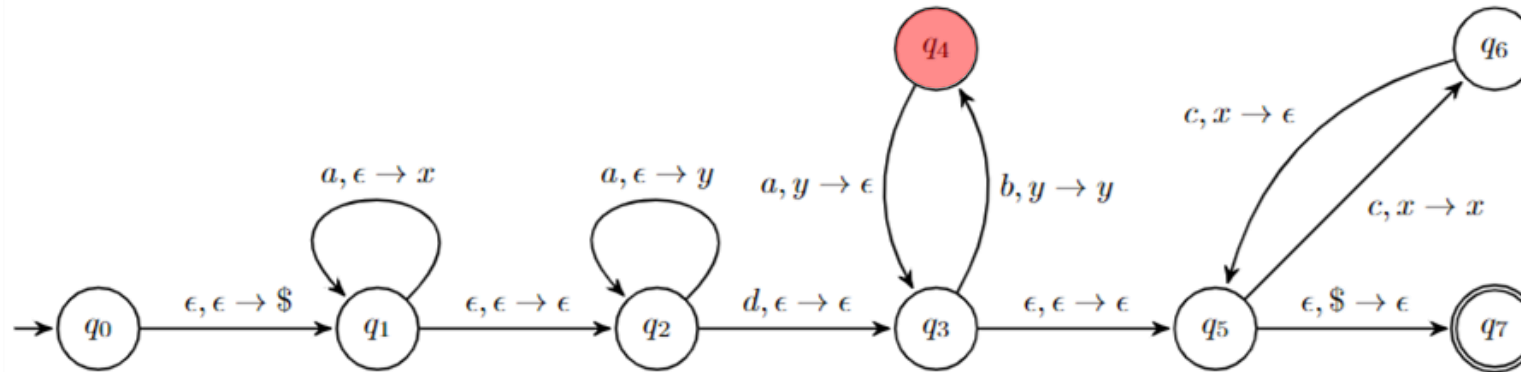 q4
q6
c, x → ϵ
a, ϵ → x
a, ϵ → y
a, y → ϵ
b, y → y
c, x → x
ϵ, ϵ → $
ϵ, ϵ → ϵ
d, ϵ → ϵ
ϵ, ϵ → ϵ
ϵ, $ → ϵ
q0
q1
q2
q3
q5
q7